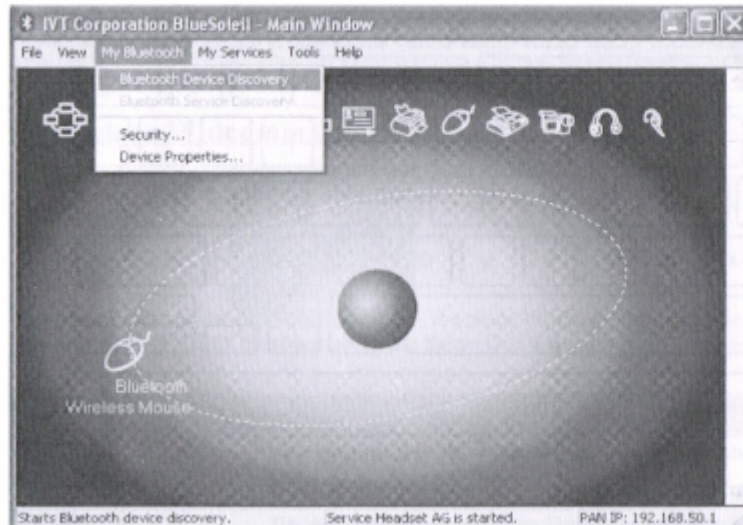 IVT Corporation BlueSoleil - Main Window
File View My Bluetooth My Services Tools Help
Bluetooth Device Discovery
Bluetooth Service Discovery
Security...
Device Properties...
Bluetooth
Wireless Mouse
Starts Bluetooth device discovery. Service Headset AG is started. PAN IP: 192.168.50.1